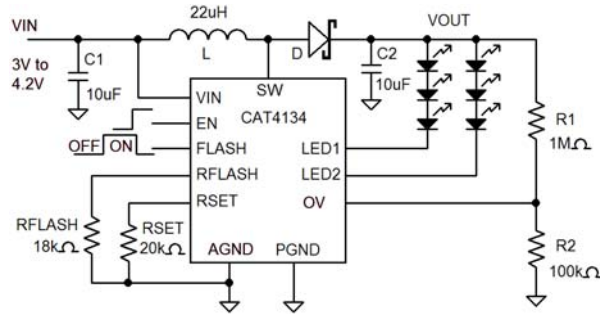 VIN
22uH
VOUT
L
D
C1
C2
3V to
4.2V
10uF
10uF
SW
VIN
CAT4134
R1
EN
1MΩ
OFF ON
FLASH
LED1
RFLASH
LED2
RSET
OV
RFLASH
18kΩ
RSET
20kΩ
AGND
PGND
R2
100kΩ